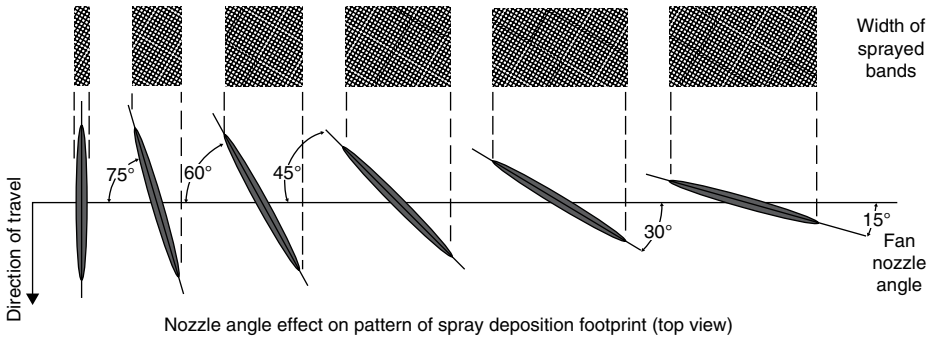 Width of
sprayed
bands
75°
60°
45°
30°
15°
Fan
nozzle
angle
Direction of travel
Nozzle angle effect on pattern of spray deposition footprint (top view)